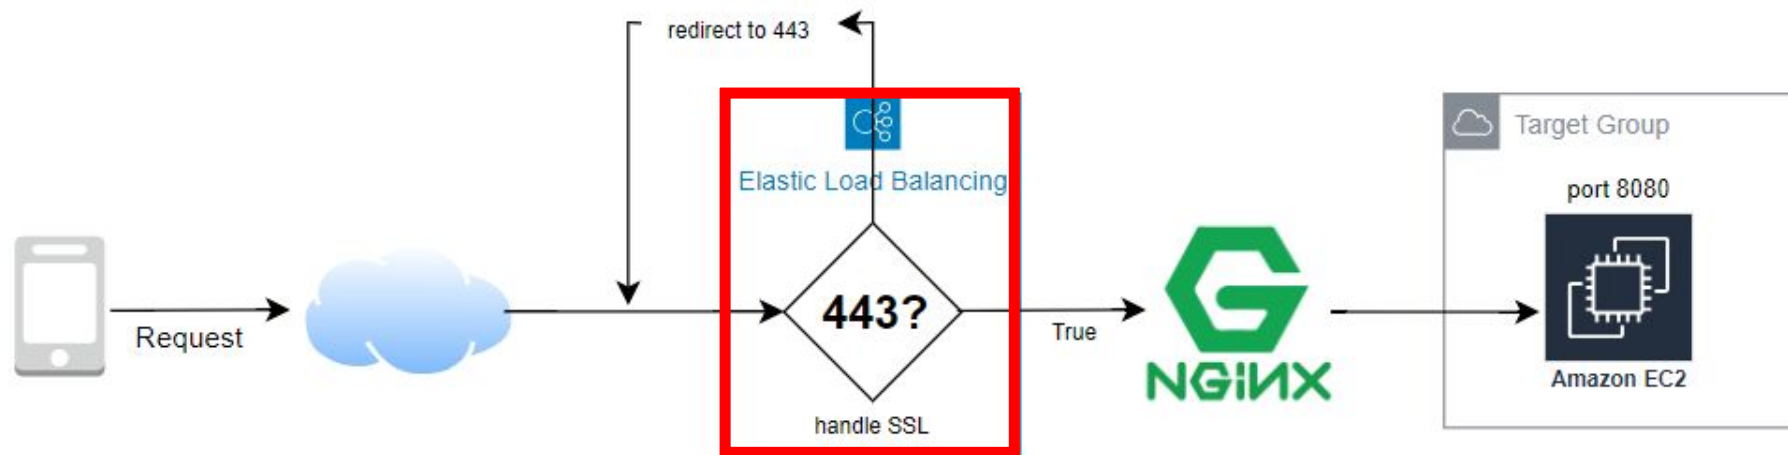 redirect to 443
Elastic Load Balancing
Target Group
port 8080
Request
443?
True
NGiNX
Amazon EC2
handle SSL